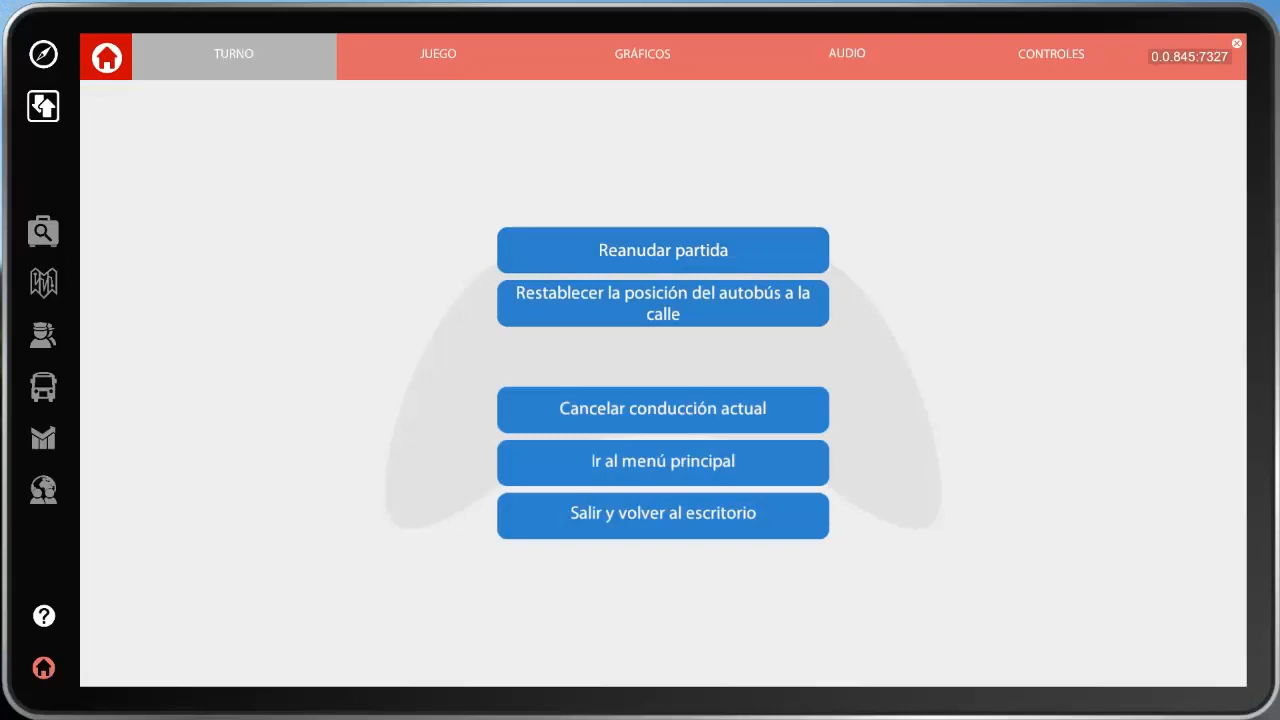 TURNO
JUEGO
GRÁFICOS
AUDIO
CONTROLES
0.0.845:7327
Reanudar partida
Restablecer la posición del autobús a la
calle
Cancelar conducción actual
Ir al menú principal
Salir y volver al escritorio